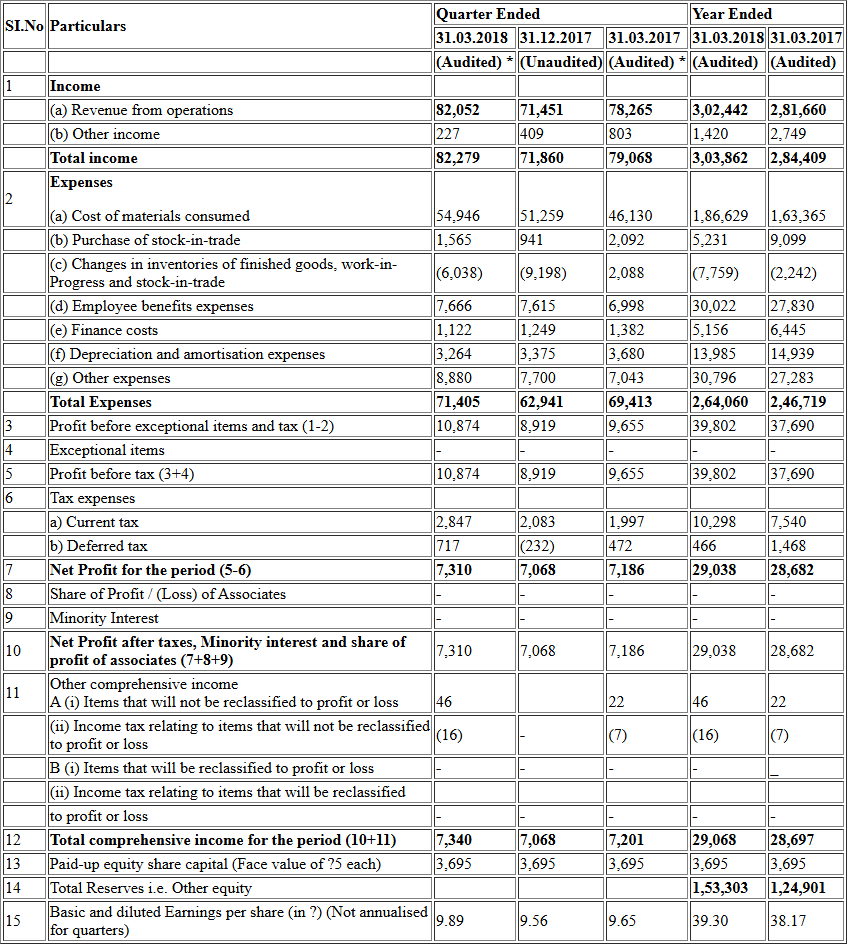 SI.No Particulars Quarter Ended Year Ended
31.03.2018 31.12.2017 31.03.2017 31.03.2018 31.03.2017
(Audited) * (Unaudited) (Audited) * (Audited) (Audited)
1 Income
(a) Revenue from operations 82,052 71,451 78,265 3,02,442 2,81,660
(b) Other income 227 409 803 1,420 2,749
Total income 82,279 71,860 79,068 3,03,862 2,84,409
2 Expenses
(a) Cost of materials consumed 54,946 51,259 46,130 1,86,629 1,63,365
(b) Purchase of stock-in-trade 1,565 941 2,092 5,231 9,099
(c) Changes in inventories of finished goods, work-in-
Progress and stock-in-trade (6,038) (9,198) 2,088 (7,759) (2,242)
(d) Employee benefits expenses 7,666 7,615 6,998 30,022 27,830
(e) Finance costs 1,122 1,249 1,382 5,156 6,445
(f) Depreciation and amortisation expenses 3,264 3,375 3,680 13,985 14,939
(g) Other expenses 8,880 7,700 7,043 30,796 27,283
Total Expenses 71,405 62,941 69,413 2,64,060 2,46,719
3 Profit before exceptional items and tax (1-2) 10,874 8,919 9,655 39,802 37,690
4 Exceptional items - - - - -
5 Profit before tax (3+4) 10,874 8,919 9,655 39,802 37,690
6 Tax expenses
a) Current tax 2,847 2,083 1,997 10,298 7,540
b) Deferred tax 717 (232) 472 466 1,468
7 Net Profit for the period (5-6) 7,310 7,068 7,186 29,038 28,682
8 Share of Profit / (Loss) of Associates - - - - -
9 Minority Interest - - - - -
10 Net Profit after taxes, Minority interest and share of
profit of associates (7+8+9) 7,310 7,068 7,186 29,038 28,682
11 Other comprehensive income
A (i) Items that will not be reclassified to profit or loss 46 22 46 22
(ii) Income tax relating to items that will not be reclassified
to profit or loss (16) - (7) (16) (7)
B (i) Items that will be reclassified to profit or loss - - - - _
(ii) Income tax relating to items that will be reclassified
to profit or loss - - - - -
12 Total comprehensive income for the period (10+11) 7,340 7,068 7,201 29,068 28,697
13 Paid-up equity share capital (Face value of ?5 each) 3,695 3,695 3,695 3,695 3,695
14 Total Reserves i.e. Other equity 1,53,303 1,24,901
15 Basic and diluted Earnings per share (in ?) (Not annualised
for quarters) 9.89 9.56 9.65 39.30 38.17